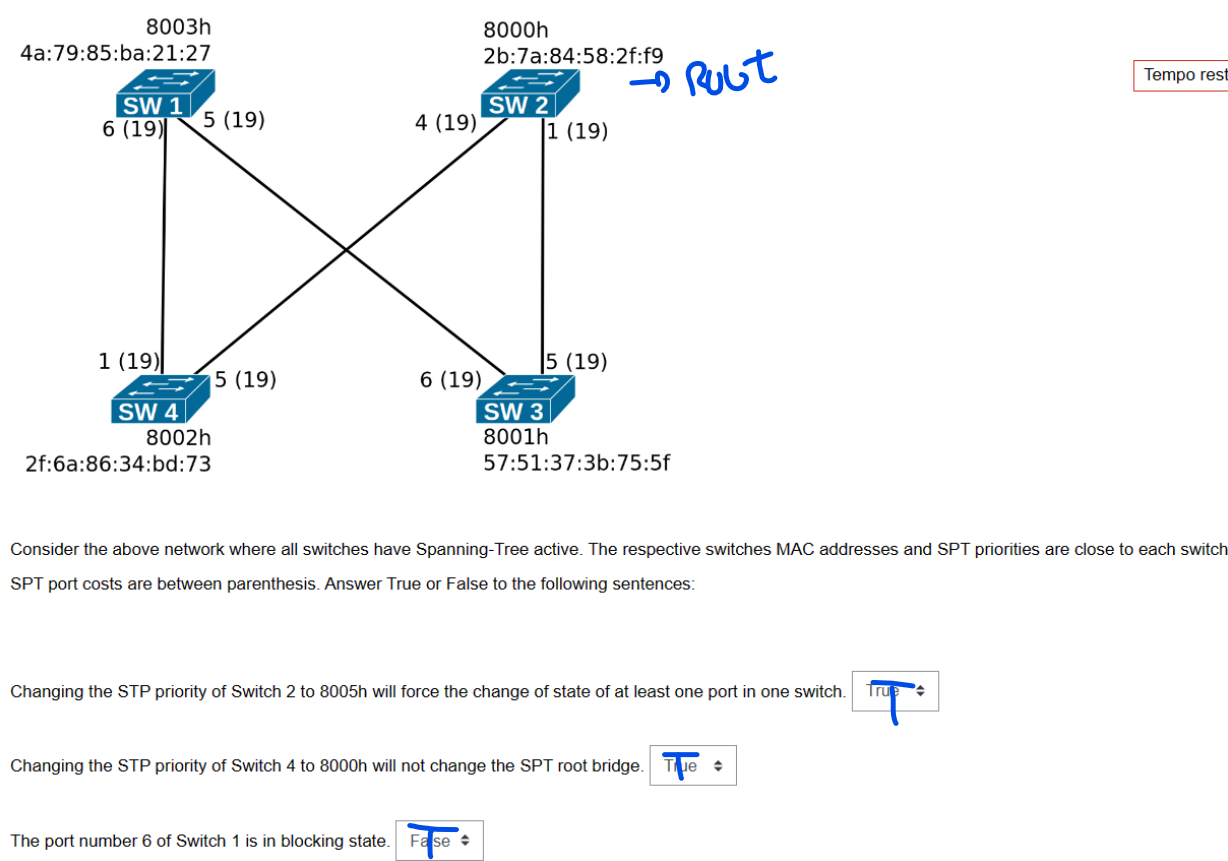 8003h
4a:79:85:ba:21:27
8000h
2b:7a:84:58:2f:f9
→ Root
Tempo rest
SW 1
SW 2
6 (19)
5 (19)
4 (19)
1 (19)
1 (19)
5 (19)
6 (19)
5 (19)
SW 4
SW 3
8002h
2f:6a:86:34:bd:73
8001h
57:51:37:3b:75:5f
Consider the above network where all switches have Spanning-Tree active. The respective switches MAC addresses and SPT priorities are close to each switch
SPT port costs are between parenthesis. Answer True or False to the following sentences:
Changing the STP priority of Switch 2 to 8005h will force the change of state of at least one port in one switch. True T
Changing the STP priority of Switch 4 to 8000h will not change the SPT root bridge. True T
The port number 6 of Switch 1 is in blocking state. False T